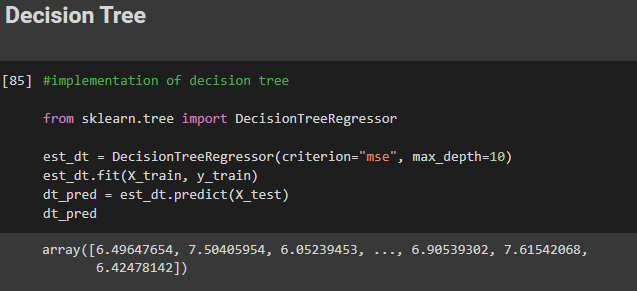 Decision Tree
[85] #implementation of decision tree
from sklearn.tree import DecisionTreeRegressor
est_dt = DecisionTreeRegressor(criterion="mse", max_depth=10)
est_dt.fit(X_train, y_train)
dt_pred = est_dt.predict(X_test)
dt_pred
array([6.49647654, 7.50405954, 6.05239453, ..., 6.90539302, 7.61542068,
6.42478142])